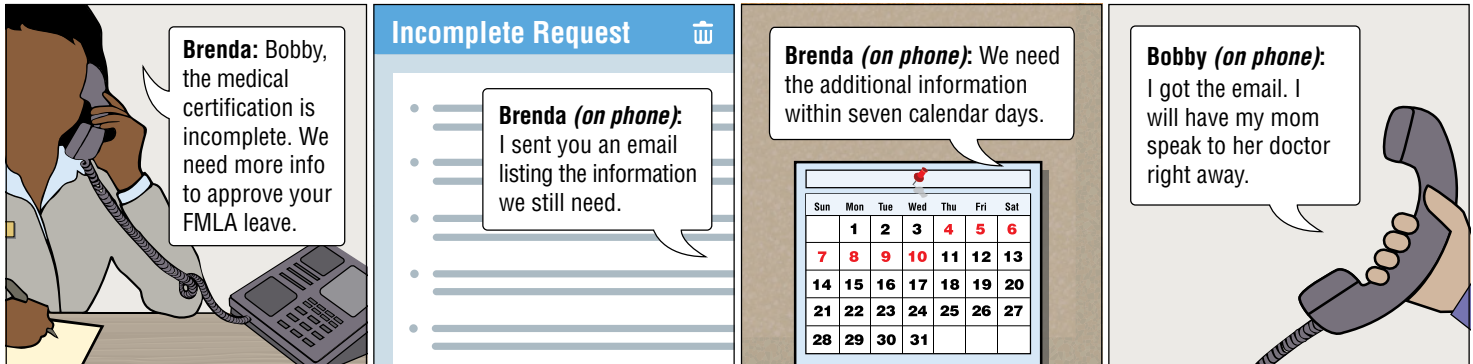 Brenda: Bobby,
the medical
certification is
incomplete. We
need more info
to approve your
FMLA leave.
Incomplete Request
Brenda (on phone):
I sent you an email
listing the information
we still need.
Brenda (on phone): We need
the additional information
within seven calendar days.
Sun Mon Tue Wed Thu Fri Sat
1 2 3 4 5 6
7 8 9 10 11 12 13
14 15 16 17 18 19 20
21 22 23 24 25 26 27
28 29 30 31
Bobby (on phone):
I got the email. I
will have my mom
speak to her doctor
right away.